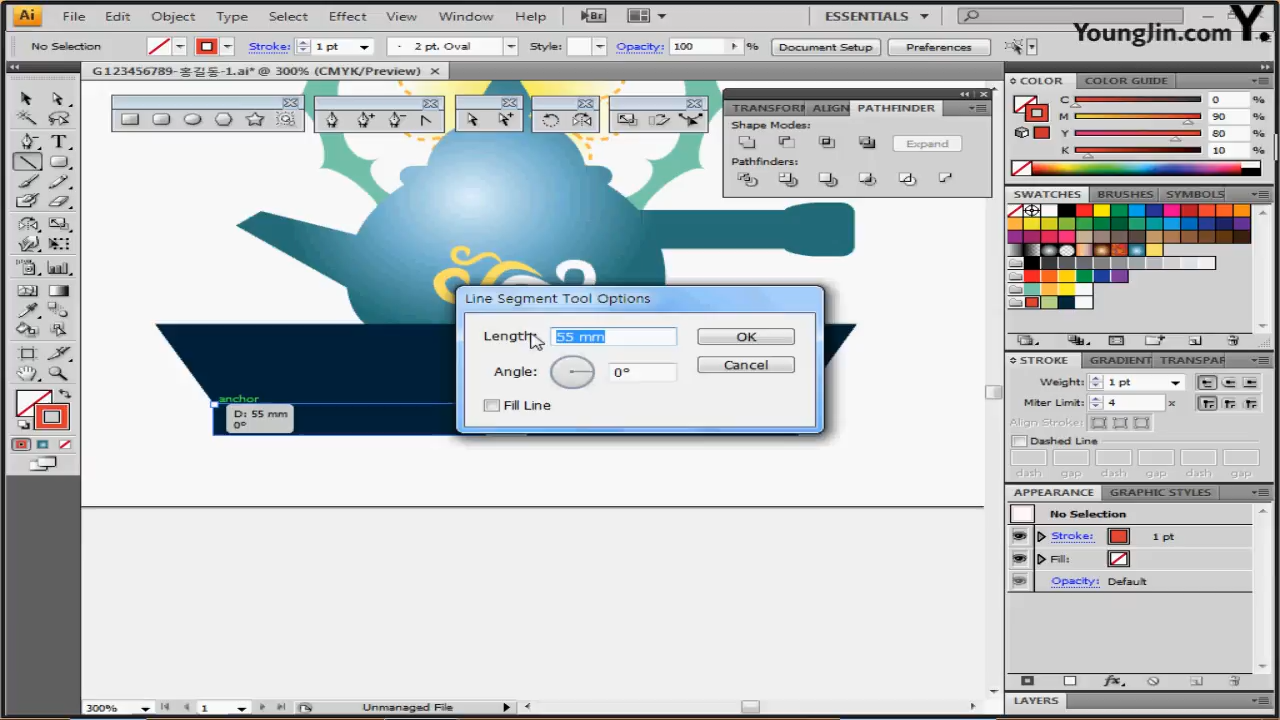 Ai File Edit Object Type Select Effect View Window Help Br ESSENTIALS
YoungJin.com Y.
No Selection Stroke: 1 pt 2 pt. Oval Style: Opacity: 100 % Document Setup Preferences
G123456789-홍길동-1.ai* @ 300% (CMYK/Preview)
COLOR COLOR GUIDE
C 0 %
M 90 %
Y 80 %
K 10 %
TRANSFORM ALIGN PATHFINDER
Shape Modes:
Expand
Pathfinders:
SWATCHES BRUSHES SYMBOLS
Line Segment Tool Options
Length: 55 mm OK
Angle: 0° Cancel
Fill Line
anchor
D: 55 mm
0°
STROKE GRADIENT TRANSPAR
Weight: 1 pt
Miter Limit: 4 x
Align Stroke:
Dashed Line
dash gap dash gap dash gap
APPEARANCE GRAPHIC STYLES
No Selection
Stroke: 1 pt
Fill:
Opacity: Default
LAYERS
300% 1 Unmanaged File